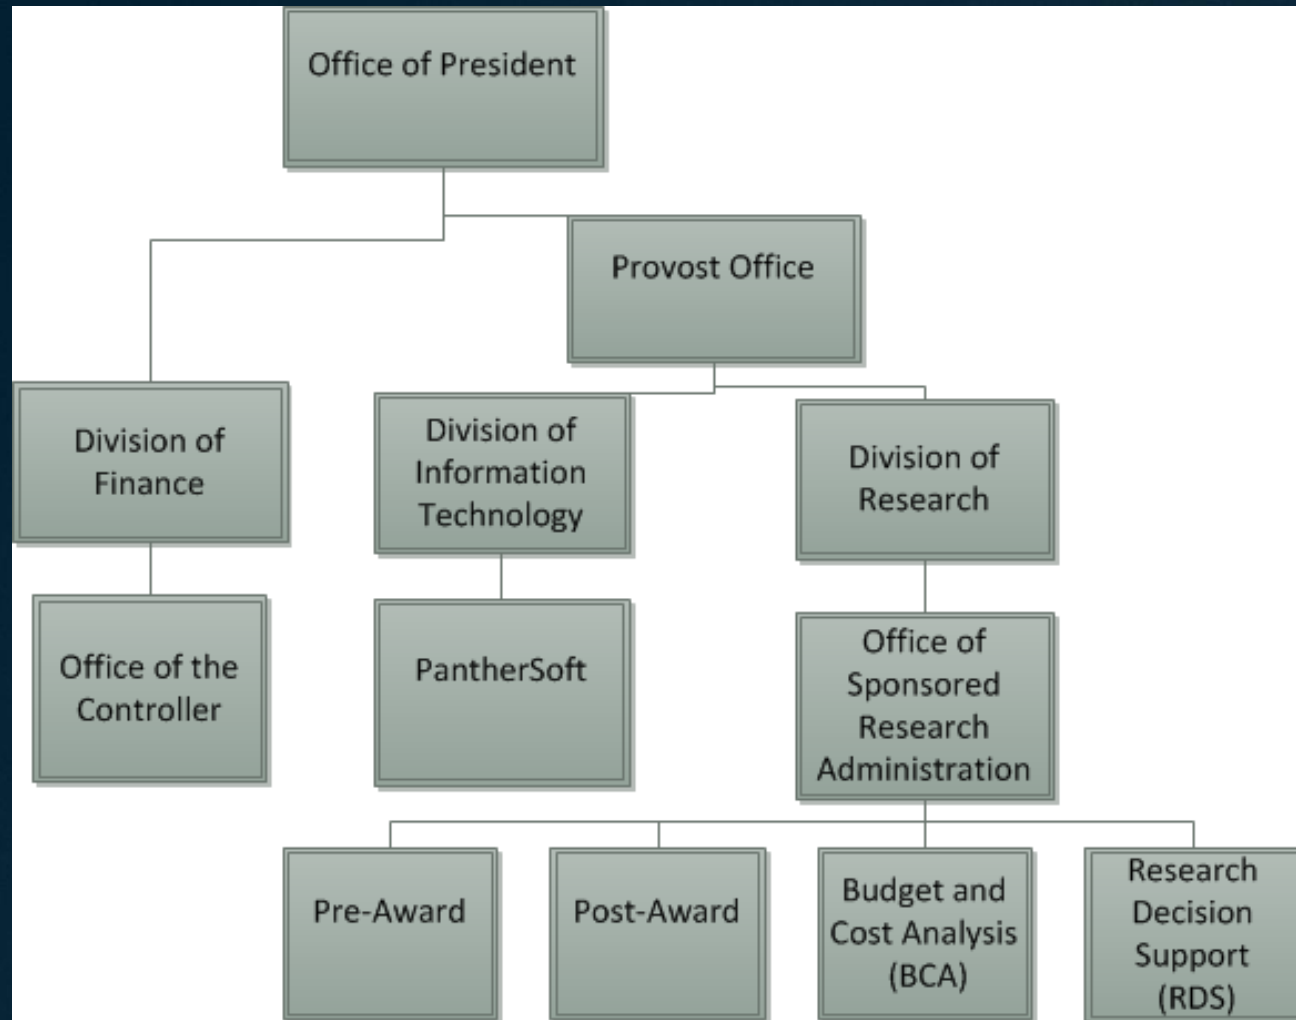 Office of President
Provost Office
Division of
Finance
Division of
Information
Technology
Division of
Research
Office of the
Controller
PantherSoft
Office of
Sponsored
Research
Administration
Pre-Award
Post-Award
Budget and
Cost Analysis
(BCA)
Research
Decision
Support
(RDS)